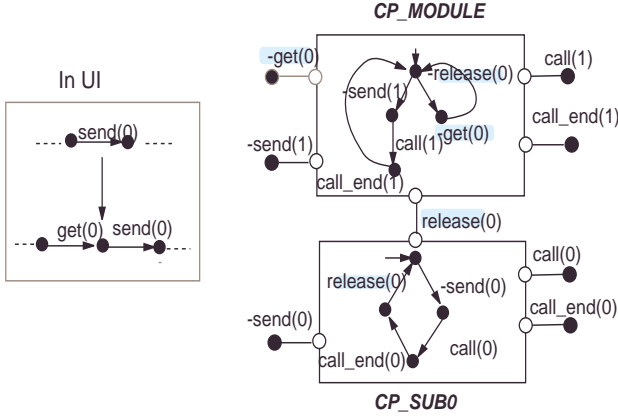 CP_MODULE
-get(0)
call(1)
In UI
-release(0)
-send(1)
call_end(1)
send(0)
-send(1)
call(1)
-get(0)
call_end(1)
release(0)
get(0)
send(0)
call(0)
release(0)
-send(0)
call_end(0)
-send(0)
call(0)
call_end(0)
CP_SUB0